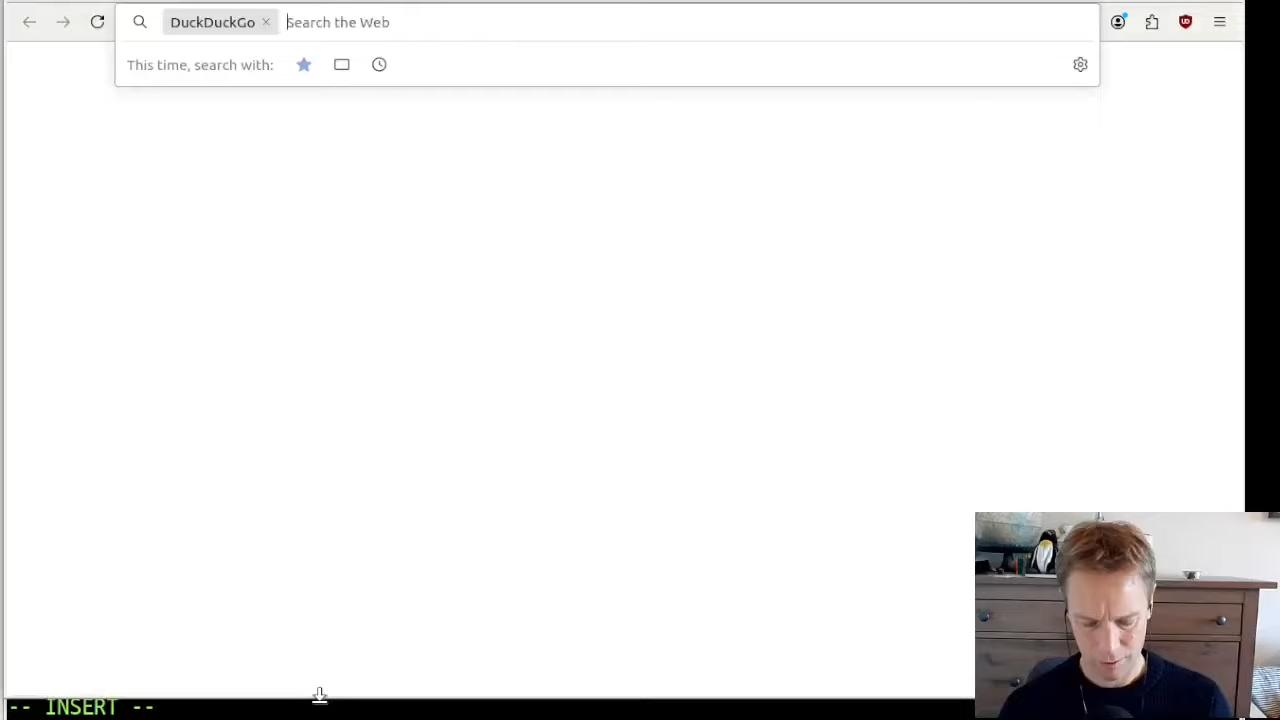 DuckDuckGo Search the Web
This time, search with:
-- INSERT --